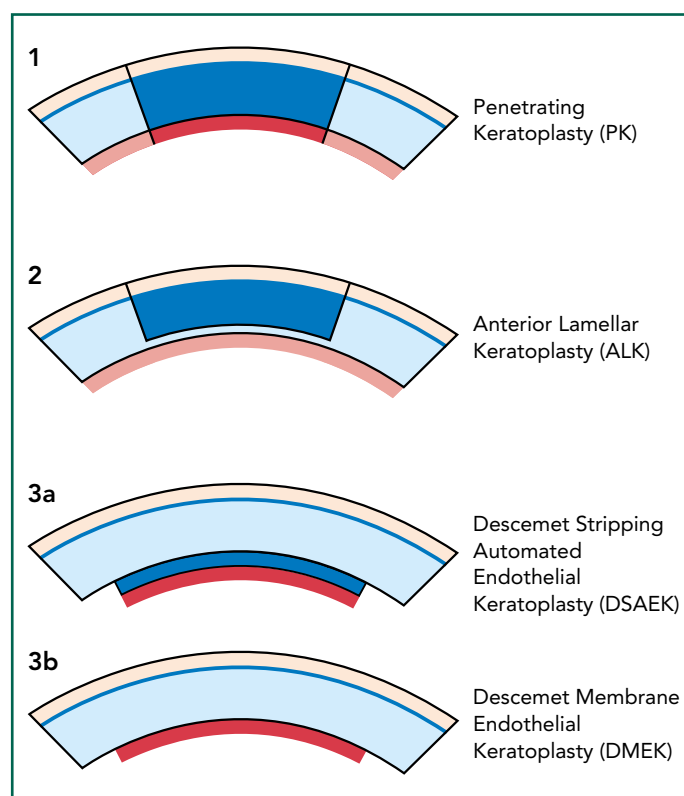 1
Penetrating
Keratoplasty (PK)
2
Anterior Lamellar
Keratoplasty (ALK)
3a
Descemet Stripping
Automated
Endothelial
Keratoplasty (DSAEK)
3b
Descemet Membrane
Endothelial
Keratoplasty (DMEK)